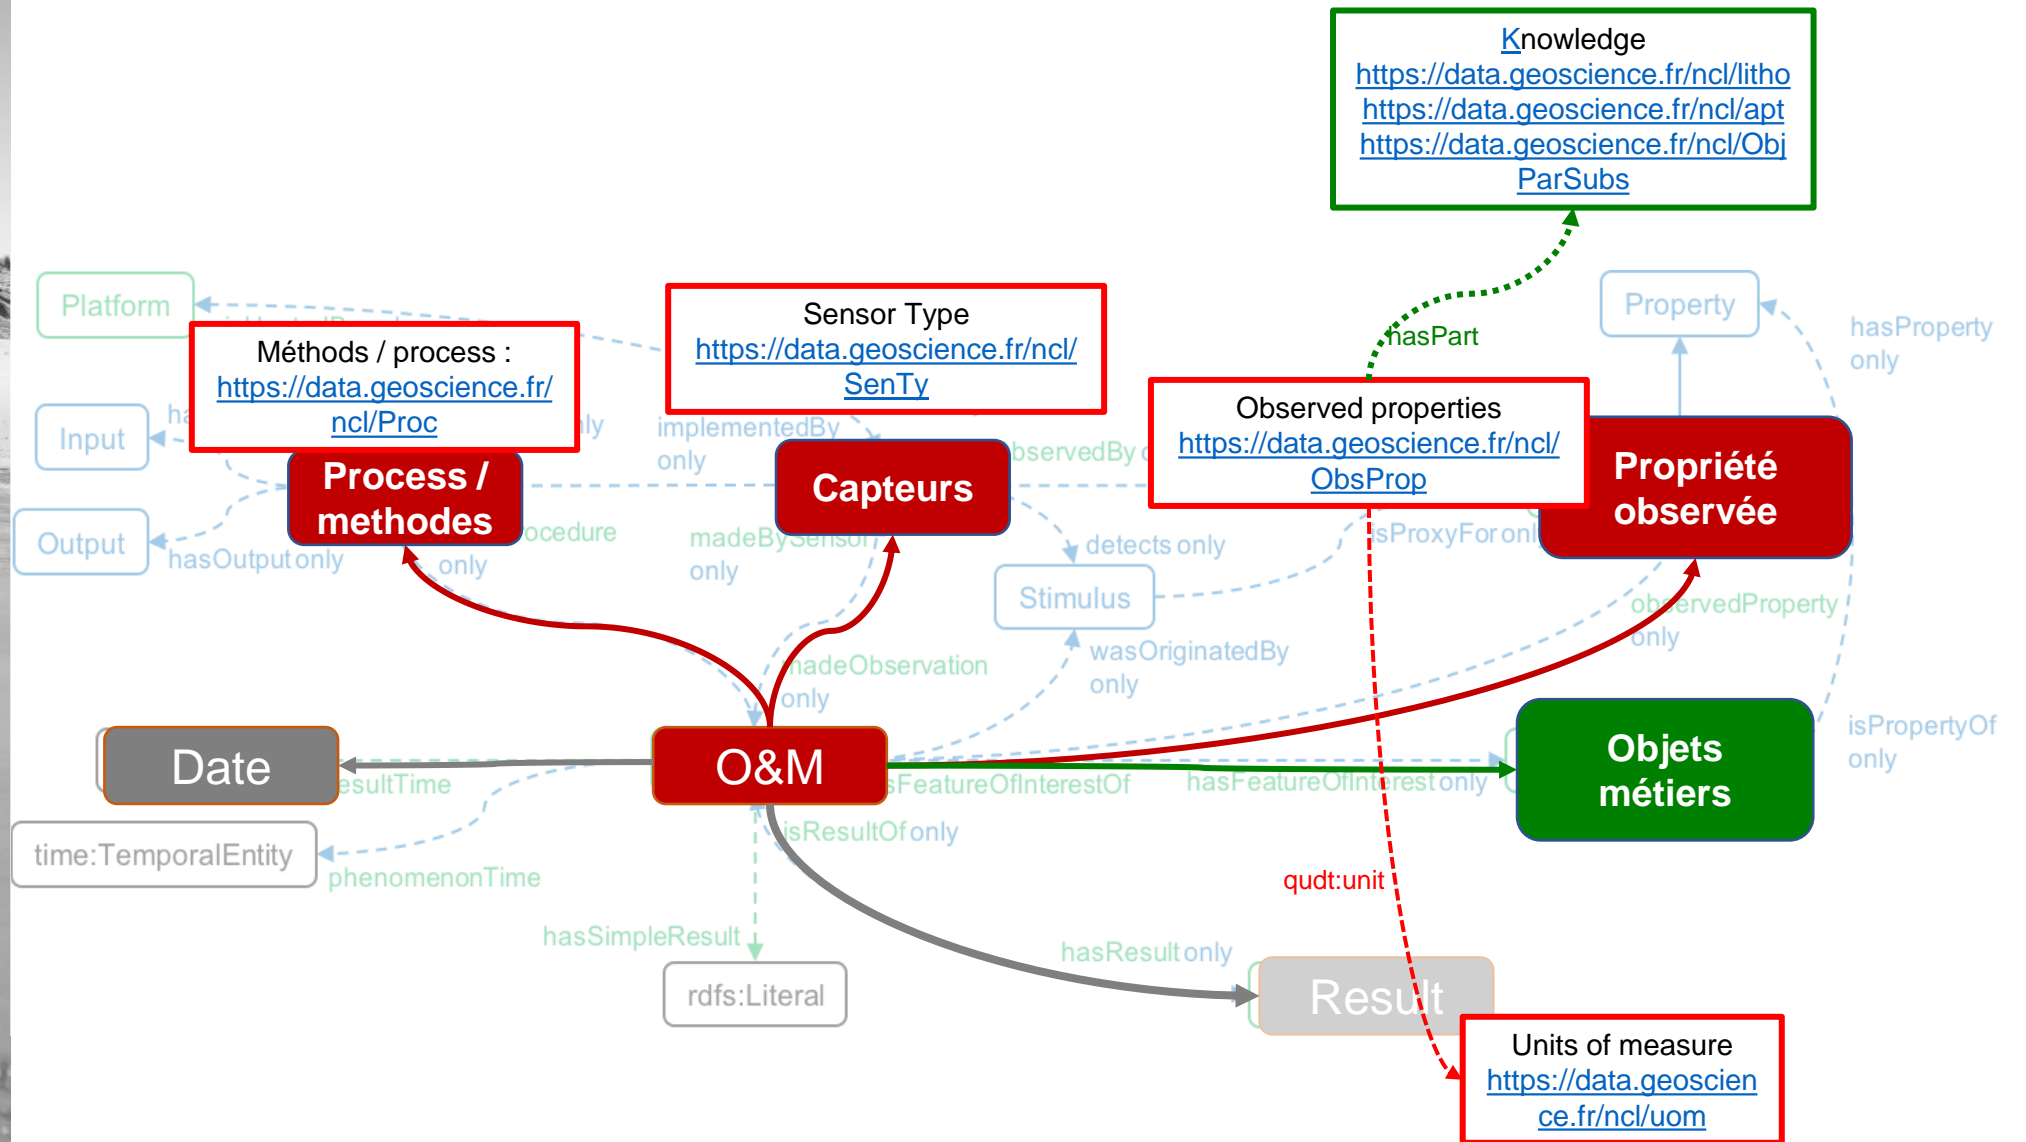 Knowledge
https://data.geoscience.fr/ncl/litho
https://data.geoscience.fr/ncl/apt
https://data.geoscience.fr/ncl/Obj
ParSubs
Platform
Sensor Type
https://data.geoscience.fr/ncl/
SenTy
Property
hasProperty
only
hasPart
Méthods / process :
https://data.geoscience.fr/
ncl/Proc
Observed properties
https://data.geoscience.fr/ncl/
ObsProp
Input
implementedBy
only
Process /
methodes
Capteurs
Propriété
observée
Output
hasOutput only
only
madeBySensor
only
detects only
isProxyFor only
Stimulus
observedProperty
only
madeObservation
only
wasOriginatedBy
only
Date
O&M
Objets
métiers
isPropertyOf
only
hasFeatureOfInterest only
isResultOf only
time:TemporalEntity
phenomenonTime
qudt:unit
hasSimpleResult
hasResult only
rdfs:Literal
Result
Units of measure
https://data.geoscien
ce.fr/ncl/uom